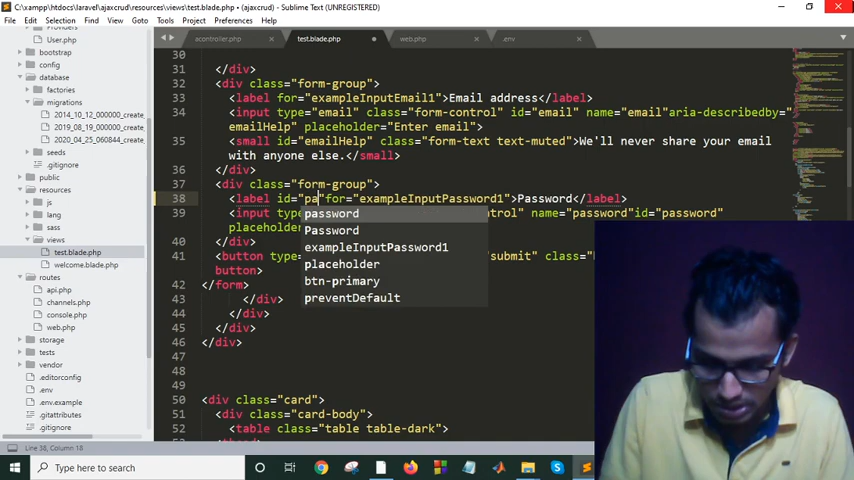 C:\xampp\htdocs\laravel\ajaxcrud\resources\views\test.blade.php (ajaxcrud) - Sublime Text (UNREGISTERED)
File Edit Selection Find View Goto Tools Project Preferences Help
acontroller.php test.blade.php web.php .env
Providers
User.php
bootstrap
config
database
factories
migrations
2014_10_12_000000_create_
2019_08_19_000000_create_
2020_04_25_060844_create_
seeds
.gitignore
public
resources
js
lang
sass
views
test.blade.php
welcome.blade.php
routes
api.php
channels.php
console.php
web.php
storage
tests
vendor
.editorconfig
.env
.env.example
.gitattributes
.gitignore
30
31 </div>
32 <div class="form-group">
33 <label for="exampleInputEmail1">Email address</label>
34 <input type="email" class="form-control" id="email" name="email"aria-describedby="
emailHelp" placeholder="Enter email">
35 <small id="emailHelp" class="form-text text-muted">We'll never share your email
with anyone else.</small>
36 </div>
37 <div class="form-group">
38 <label id="pa"for="exampleInputPassword1">Password</label>
39 <input type ontrol" name="password"id="password"
placeholder
40 </div>
41 <button type= "submit" class="
button>
42 </form>
43 </div>
44 </div>
45 </div>
46 </div>
47
48
49
50 <div class="card">
51 <div class="card-body">
52 <table class="table table-dark">
53 <thead>
password
Password
exampleInputPassword1
placeholder
btn-primary
preventDefault
Line 38, Column 18
Type here to search